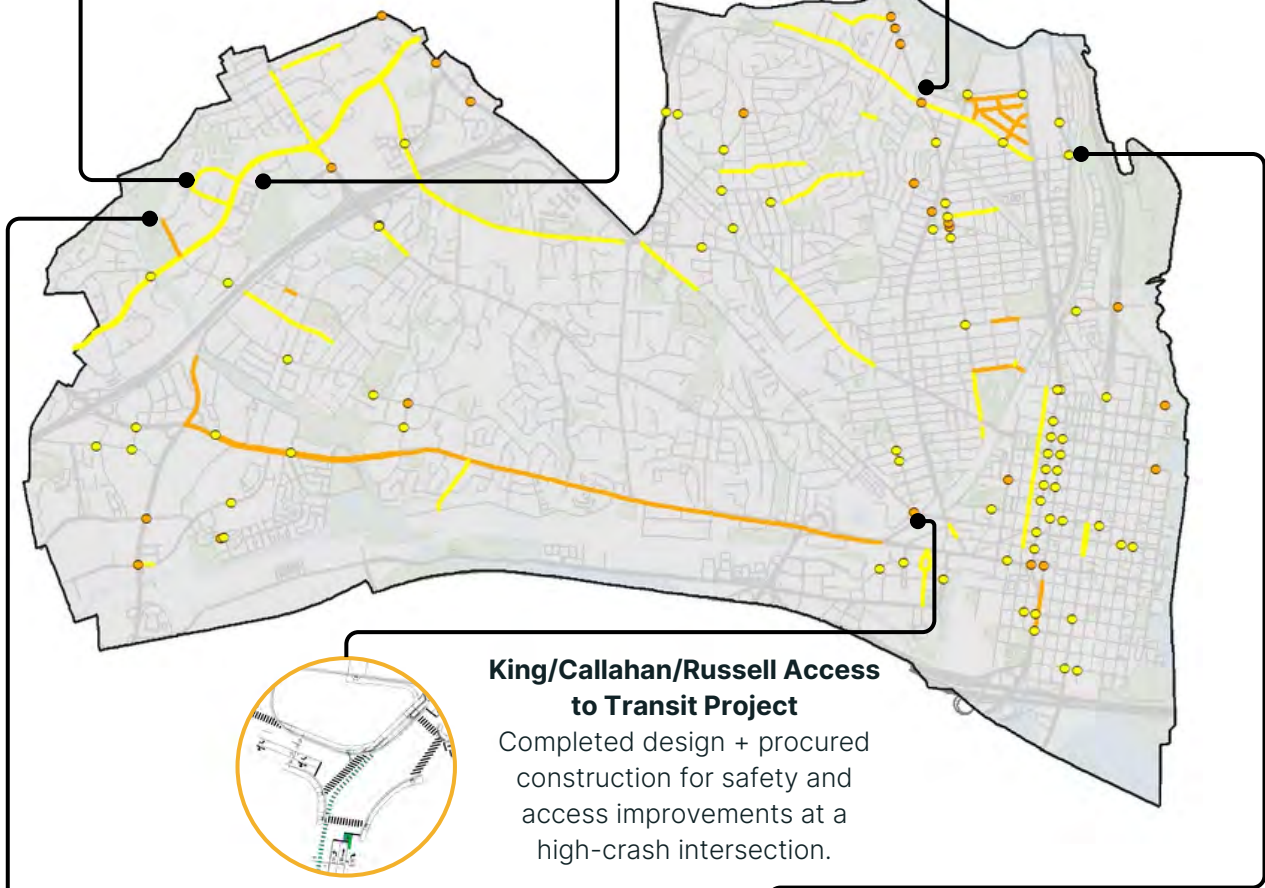 King/Callahan/Russell Access
to Transit Project
Completed design + procured
construction for safety and
access improvements at a
high-crash intersection.